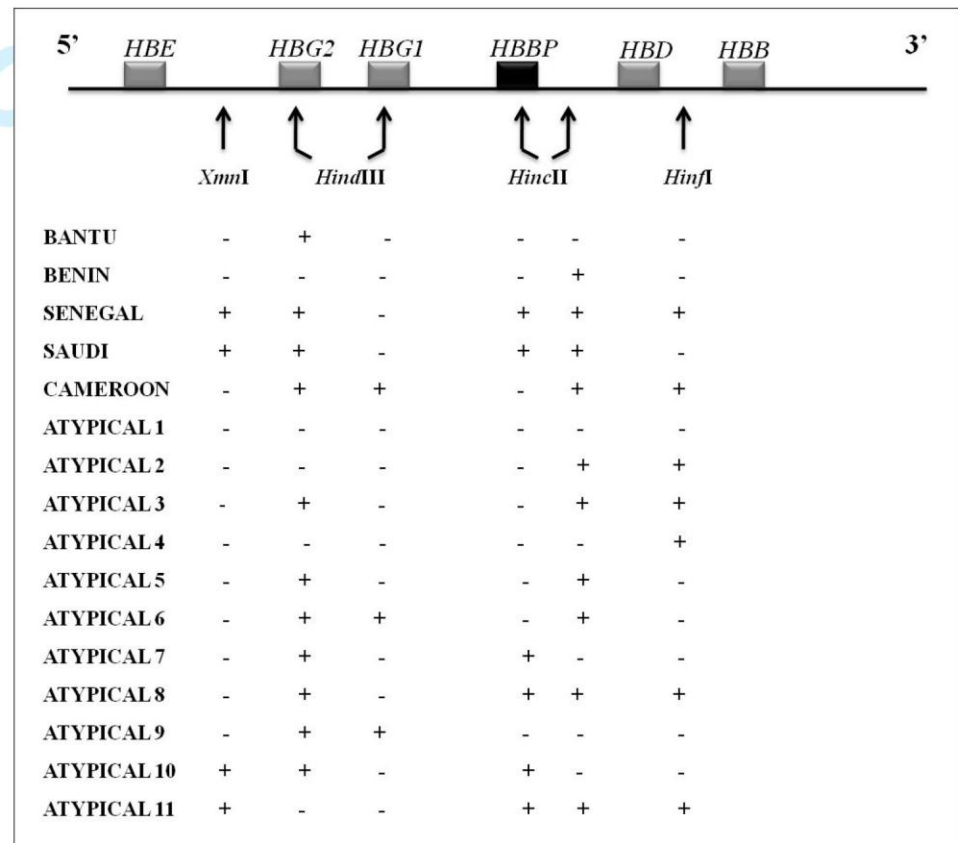 5’ HBE HBG2 HBG1 HBBP HBD HBB 3’
XmnI HindIII HincII HinfI
BANTU - + - - - -
BENIN - - - - + -
SENEGAL + + - + + +
SAUDI + + - + + -
CAMEROON - + + - + +
ATYPICAL 1 - - - - - -
ATYPICAL 2 - - - - + +
ATYPICAL 3 - + - - + +
ATYPICAL 4 - - - - - +
ATYPICAL 5 - + - - + -
ATYPICAL 6 - + + - + -
ATYPICAL 7 - + - + - -
ATYPICAL 8 - + - + + +
ATYPICAL 9 - + + - - -
ATYPICAL 10 + + - + - -
ATYPICAL 11 + - - + + +